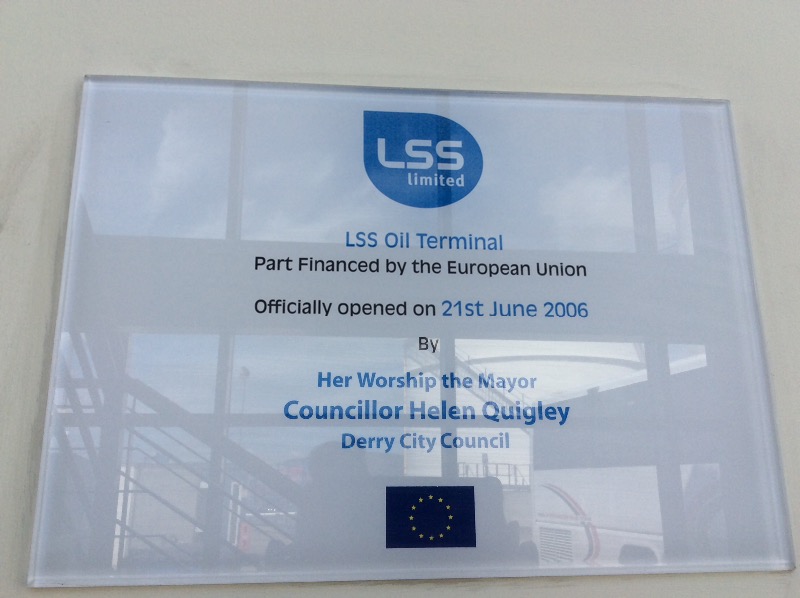 LSS
limited
LSS Oil Terminal
Part Financed by the European Union
Officially opened on 21st June 2006
By
Her Worship the Mayor
Councillor Helen Quigley
Derry City Council